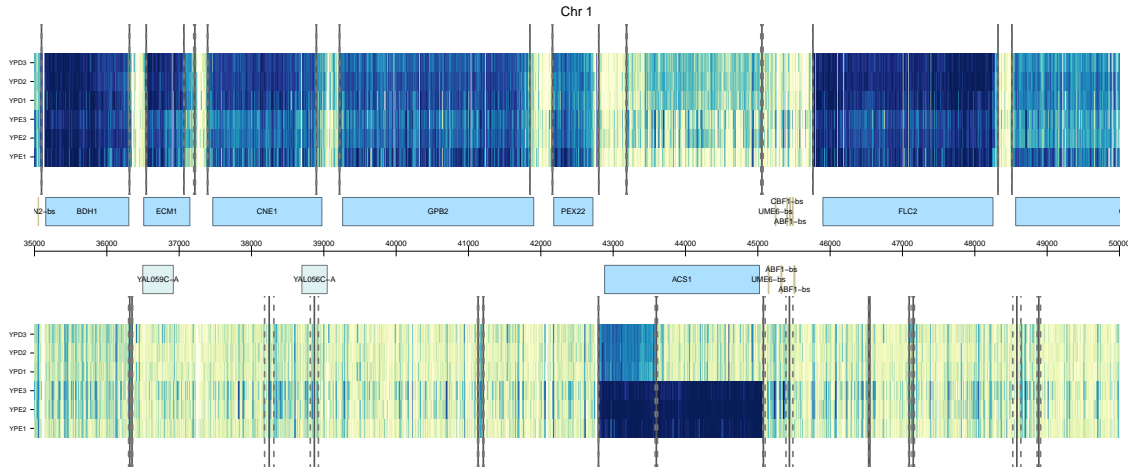 Chr 1
YPD3
YPD2
YPD1
YPE3
YPE2
YPE1
N2-bs BDH1 ECM1 CNE1 GPB2 PEX22 CBF1-bs UME6-bs ABF1-bs FLC2
35000 36000 37000 38000 39000 40000 41000 42000 43000 44000 45000 46000 47000 48000 49000 50000
YAL059C-A YAL056C-A ACS1 ABF1-bs UME6-bs ABF1-bs
YPD3
YPD2
YPD1
YPE3
YPE2
YPE1